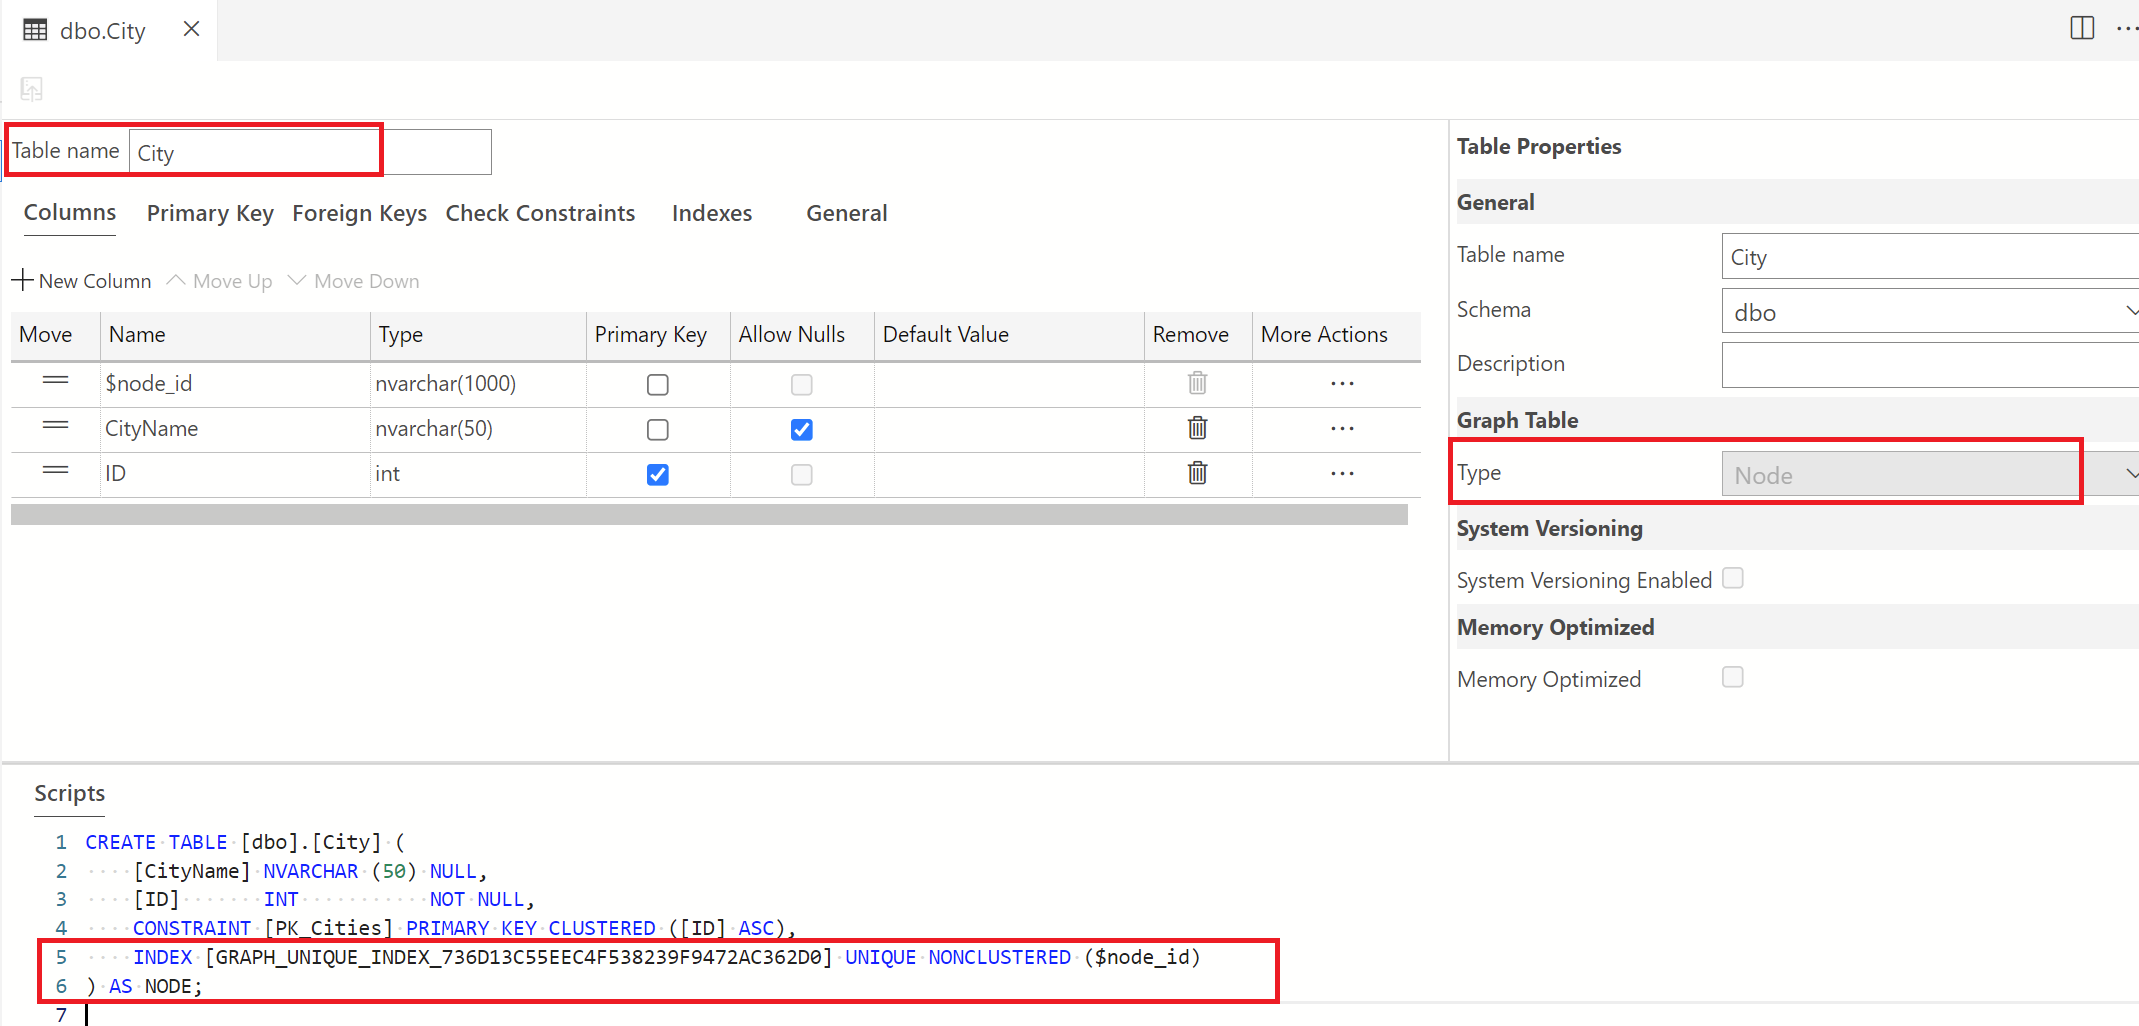 dbo.City
Table name City
Columns Primary Key Foreign Keys Check Constraints Indexes General
New Column Move Up Move Down
Move Name Type Primary Key Allow Nulls Default Value Remove More Actions
$node_id nvarchar(1000)
CityName nvarchar(50)
ID int
Table Properties
General
Table name City
Schema dbo
Description
Graph Table
Type Node
System Versioning
System Versioning Enabled
Memory Optimized
Memory Optimized
Scripts
1 CREATE TABLE [dbo].[City] (
2 [CityName] NVARCHAR (50) NULL,
3 [ID] INT NOT NULL,
4 CONSTRAINT [PK_Cities] PRIMARY KEY CLUSTERED ([ID] ASC),
5 INDEX [GRAPH_UNIQUE_INDEX_736D13C55EEC4F538239F9472AC362D0] UNIQUE NONCLUSTERED ($node_id)
6 ) AS NODE;
7